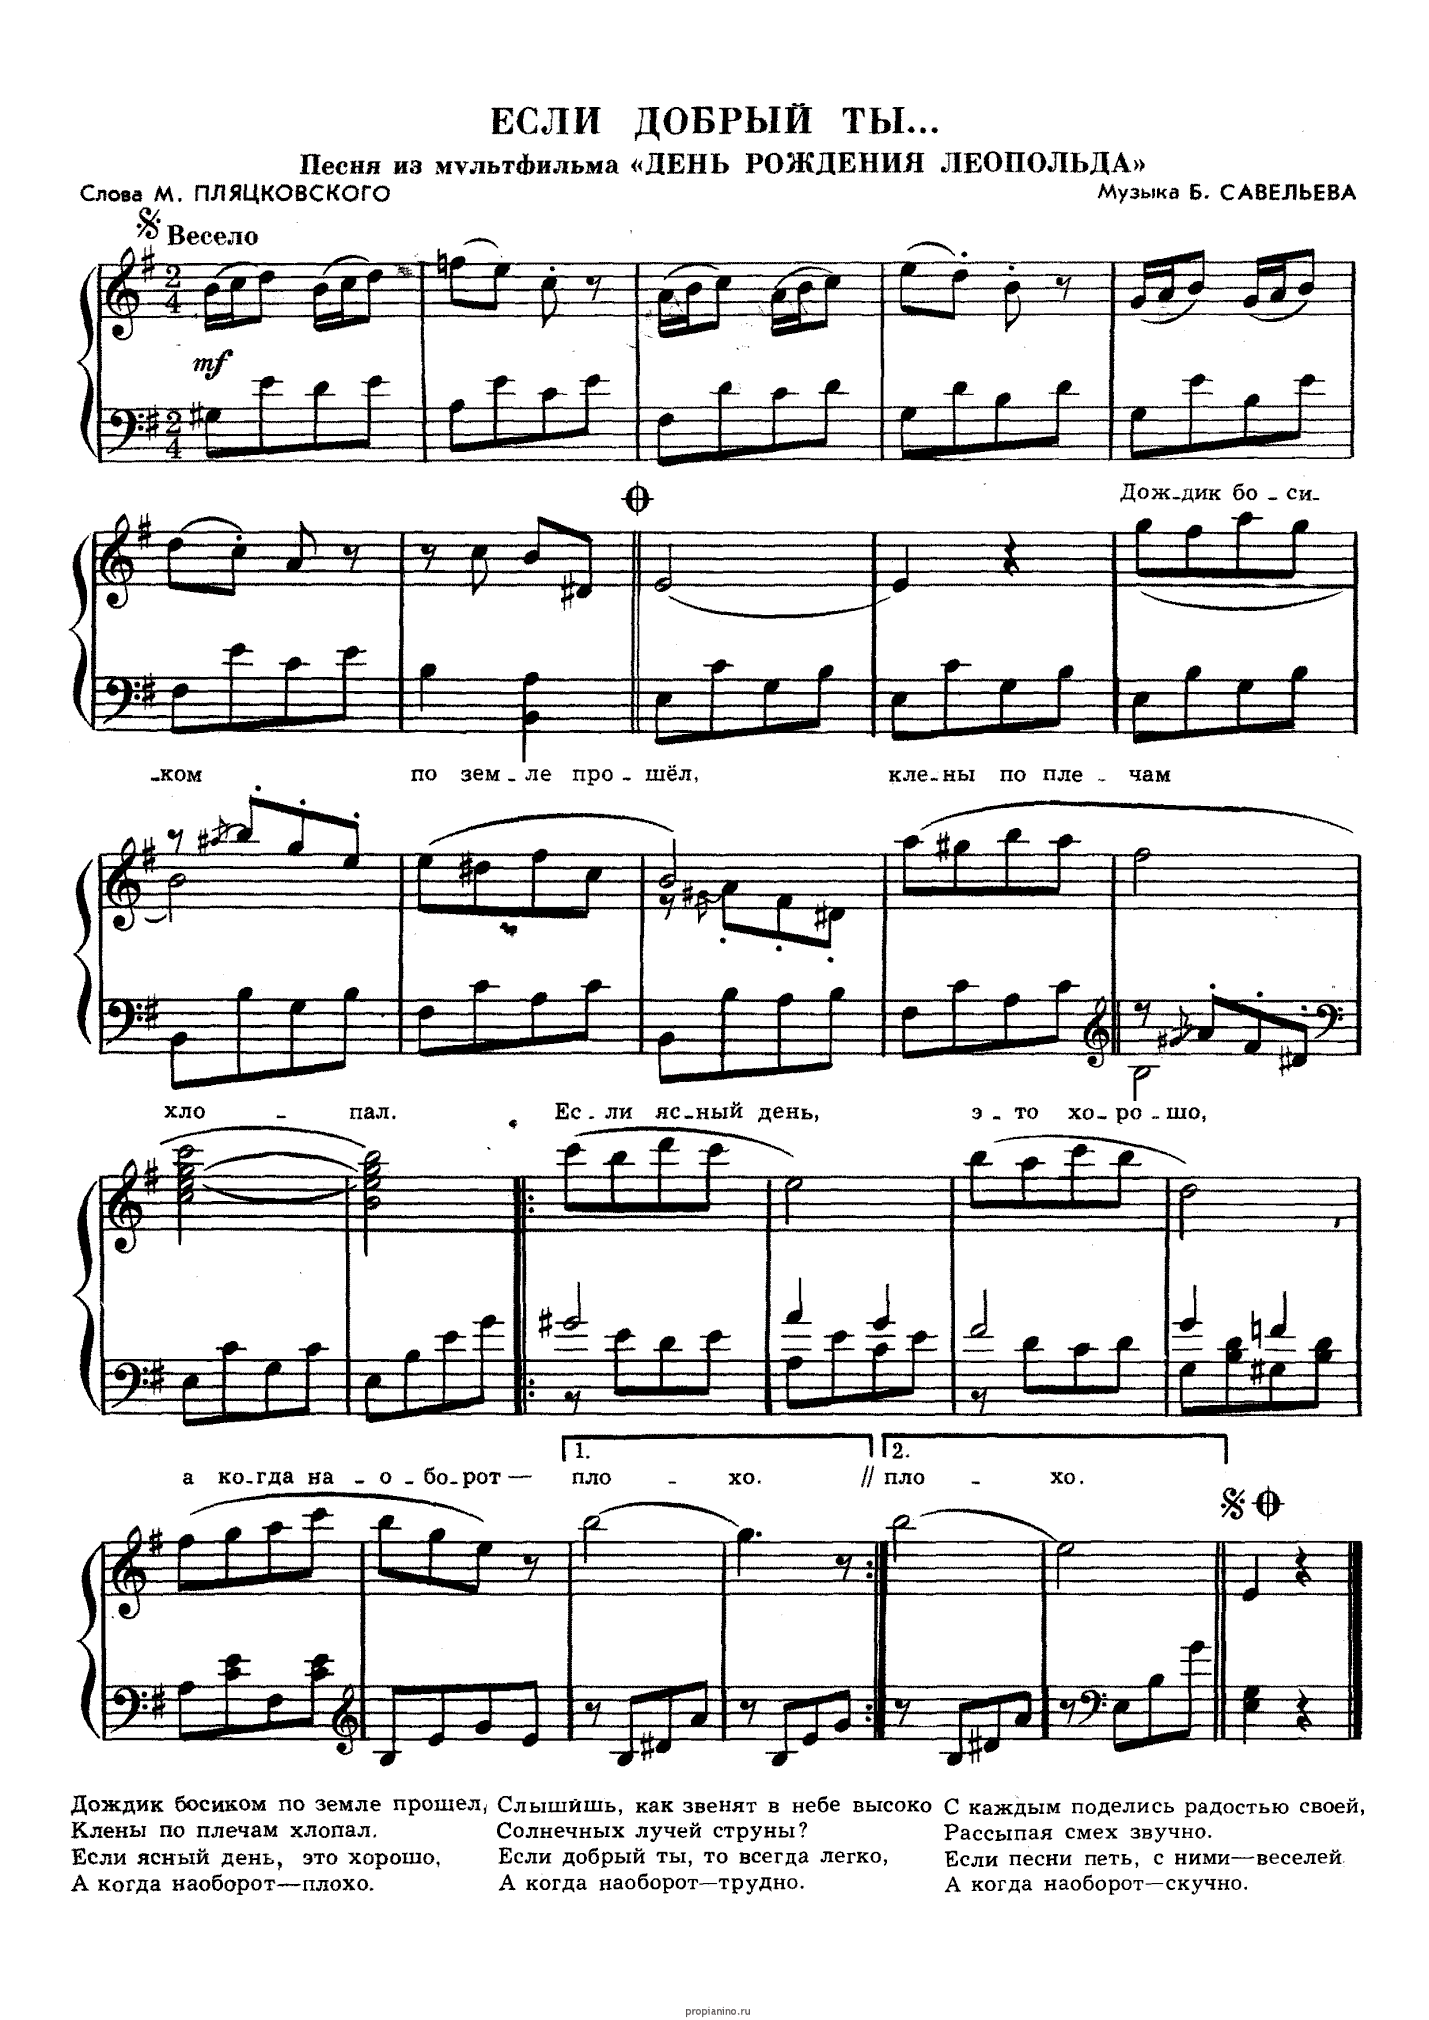 ЕСЛИ ДОБРЫЙ ТЫ...
Песня из мультфильма «ДЕНЬ РОЖДЕНИЯ ЛЕОПОЛЬДА»
Слова М. ПЛЯЦКОВСКОГО
Музыка Б. САВЕЛЬЕВА
Весело
2 4
mf
2 4
Дож-дик бо - си-
-ком по зем - ле про - шёл, кле-ны по пле - чам
хло - пал. Ес - ли яс-ный день, э - то хо - ро - шо,
1. 2.
а ко-гда на - о - бо-рот — пло - хо. // пло - хо.
Дождик босиком по земле прошел,
Клены по плечам хлопал.
Если ясный день, это хорошо,
А когда наоборот—плохо.
Слышишь, как звенят в небе высоко
Солнечных лучей струны?
Если добрый ты, то всегда легко,
А когда наоборот—трудно.
С каждым поделись радостью своей,
Рассыпая смех звучно.
Если песни петь, с ними—веселей
А когда наоборот—скучно.
propianino.ru